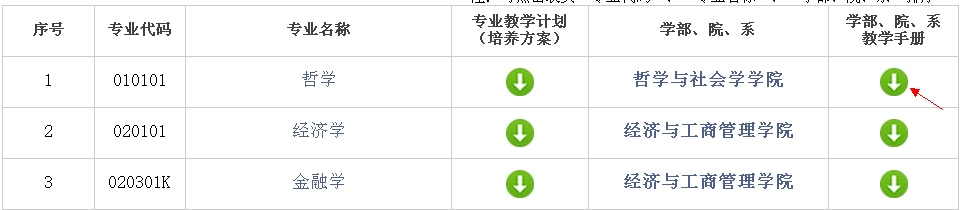 序号 专业代码 专业名称 专业教学计划 学部、院、系 学部、院、系
（培养方案） 教学手册
1 010101 哲学 哲学与社会学学院
2 020101 经济学 经济与工商管理学院
3 020301K 金融学 经济与工商管理学院